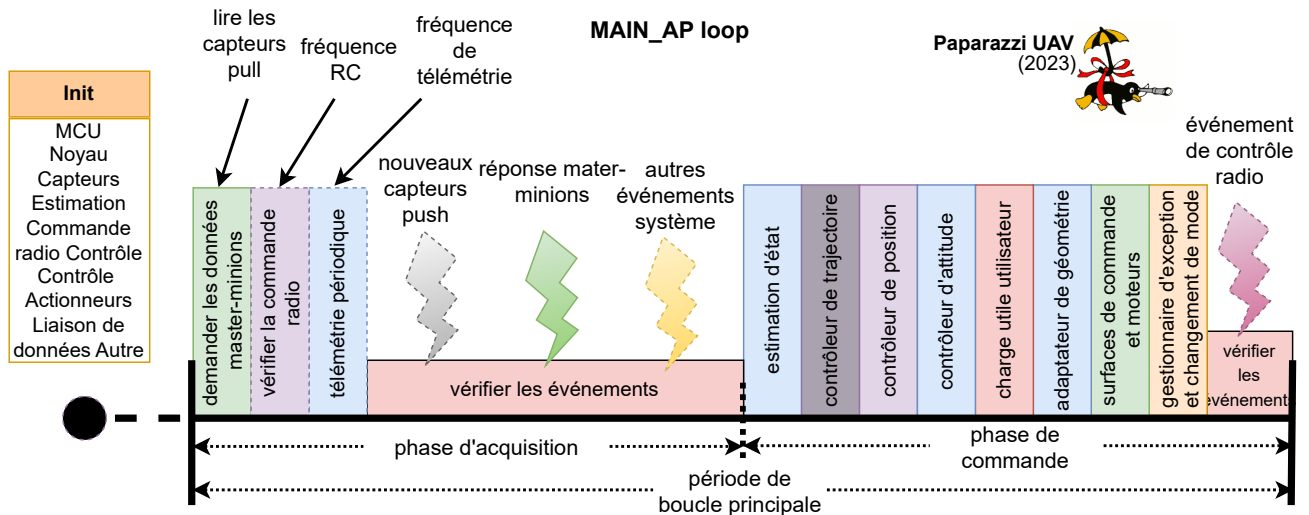 MAIN_AP loop
Paparazzi UAV
(2023)
Init
MCU
Noyau
Capteurs
Estimation
Commande
radio Contrôle
Contrôle
Actionneurs
Liaison de
données Autre
lire les
capteurs
pull
fréquence
RC
fréquence
de
télémétrie
nouveaux
capteurs
push
réponse mater-
minions
autres
événements
système
événement
de contrôle
radio
demander les données
master-minions
vérifier la commande
radio
télémétrie périodique
vérifier les événements
estimation d'état
contrôleur de trajectoire
contrôleur de position
contrôleur d'attitude
charge utilisateur
adaptateur de géométrie
surfaces de commande
et moteurs
gestionnaire d'exception
et changement de mode
vérifier
les
événements
phase d'acquisition
phase de
commande
période de
boucle principale